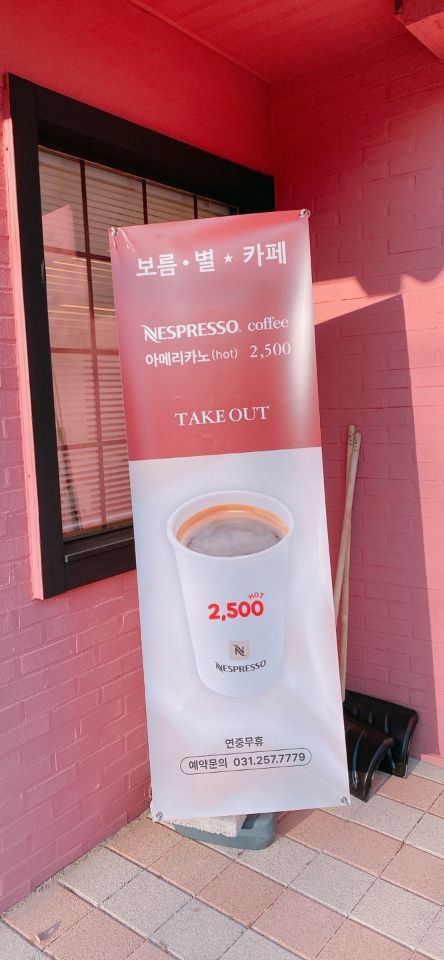 보름·별 ★ 카페
NESPRESSO. coffee
아메리카노(hot) 2,500
TAKE OUT
HOT
2,500
N
NESPRESSO
연중무휴
예약문의 031.257.7779